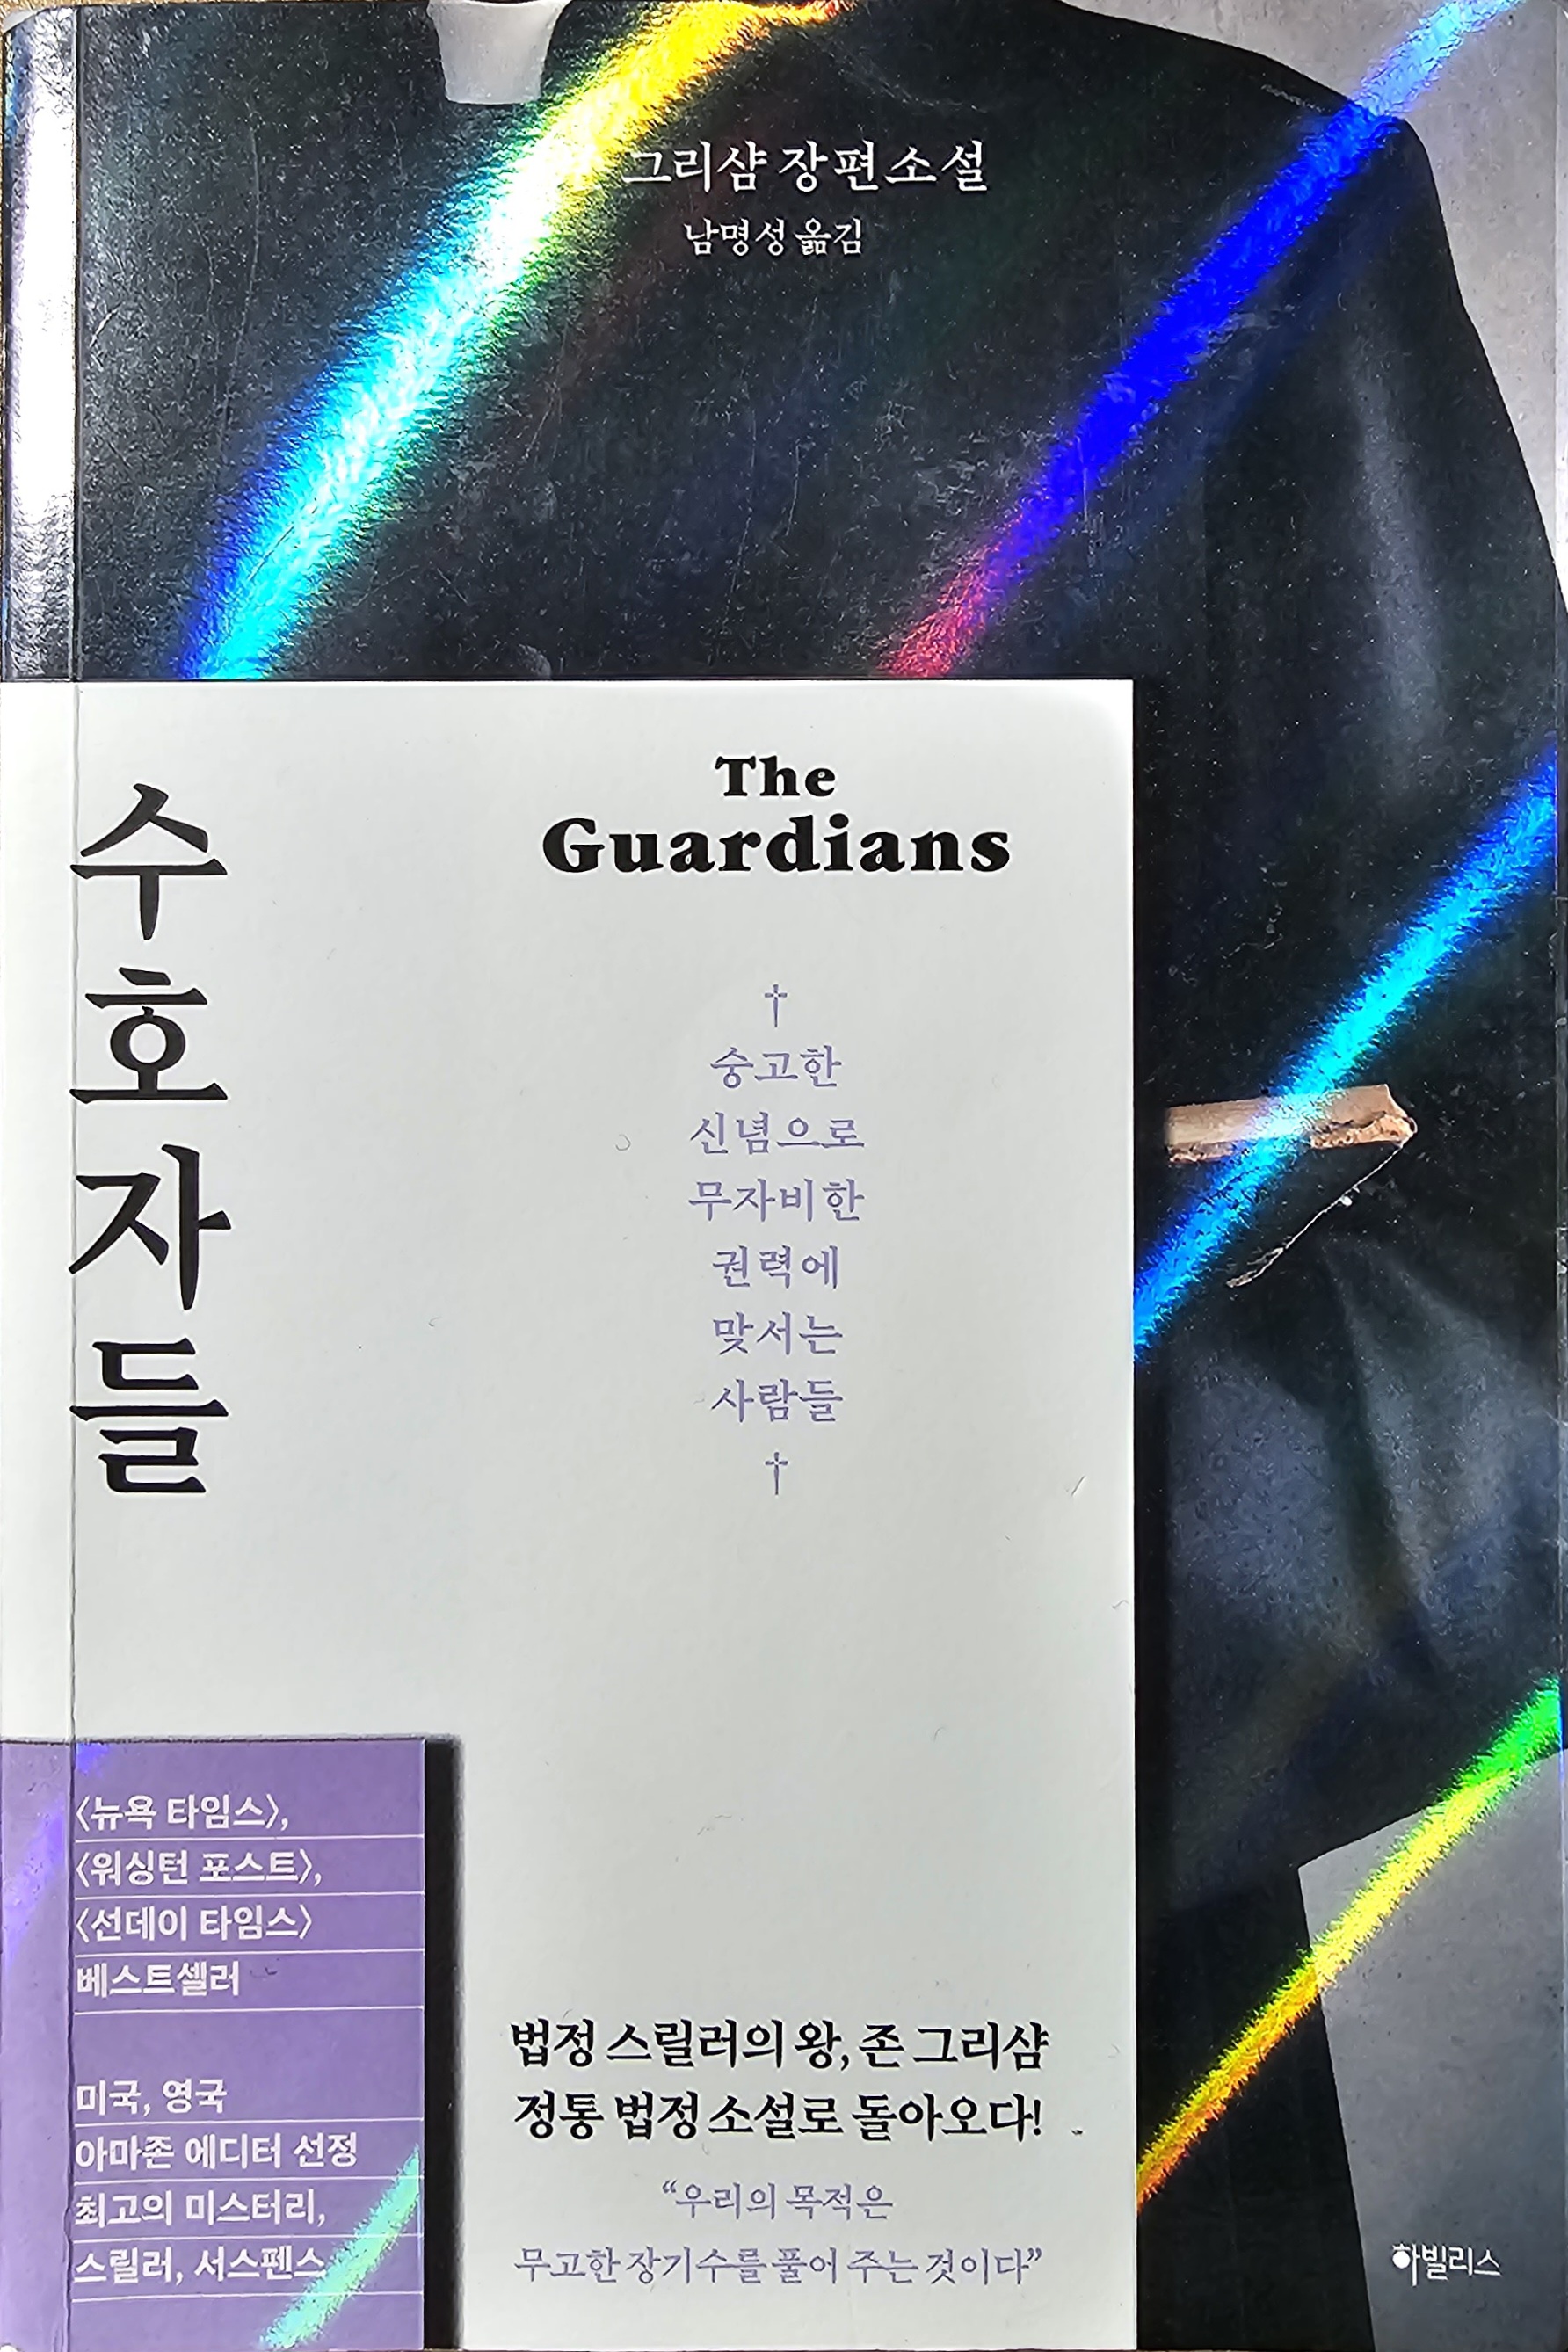 그리샴 장편소설
남명성 옮김
The
Guardians
수호자들
†
숭고한
신념으로
무자비한
권력에
맞서는
사람들
†
〈뉴욕 타임스〉,
〈워싱턴 포스트〉,
〈선데이 타임스〉
베스트셀러
미국, 영국
아마존 에디터 선정
최고의 미스터리,
스릴러, 서스펜스
법정 스릴러의 왕, 존 그리샴
정통 법정 소설로 돌아오다!
“우리의 목적은
무고한 장기수를 풀어 주는 것이다”
하빌리스